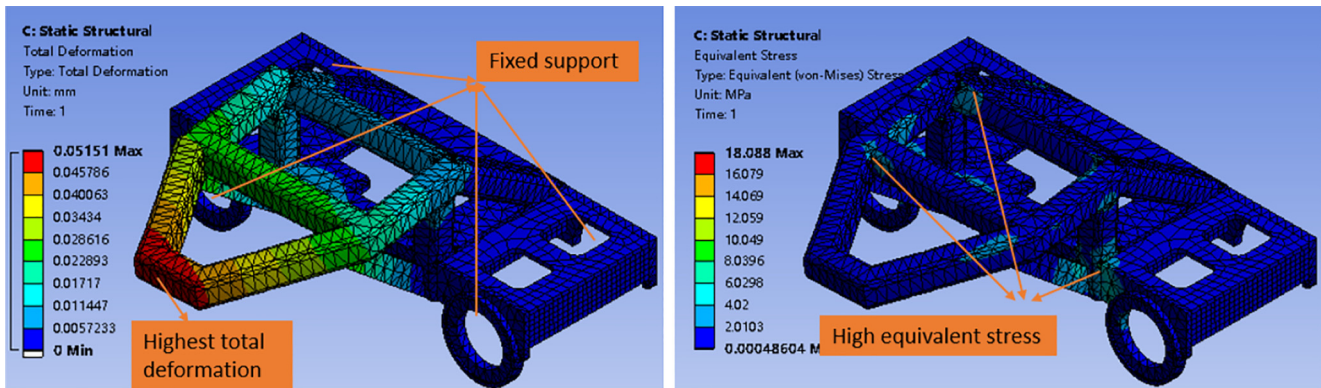 C: Static Structural
Total Deformation
Type: Total Deformation
Unit: mm
Time: 1
0.05151 Max
0.045786
0.040063
0.03434
0.028616
0.022893
0.01717
0.011447
0.0057233
0 Min
Fixed support
Highest total
deformation
C: Static Structural
Equivalent Stress
Type: Equivalent (von-Mises) Stress
Unit: MPa
Time: 1
18.088 Max
16.079
14.069
12.059
10.049
8.0396
6.0298
4.02
2.0103
0.00048604 M
High equivalent stress